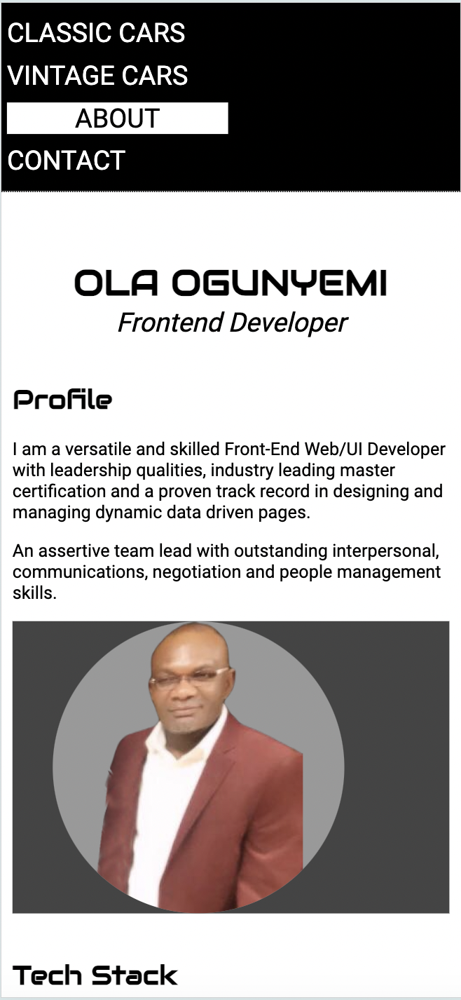 CLASSIC CARS
VINTAGE CARS
ABOUT
CONTACT
OLA OGUNYEMI
Frontend Developer
Profile
I am a versatile and skilled Front-End Web/UI Developer
with leadership qualities, industry leading master
certification and a proven track record in designing and
managing dynamic data driven pages.
An assertive team lead with outstanding interpersonal,
communications, negotiation and people management
skills.
Tech Stack